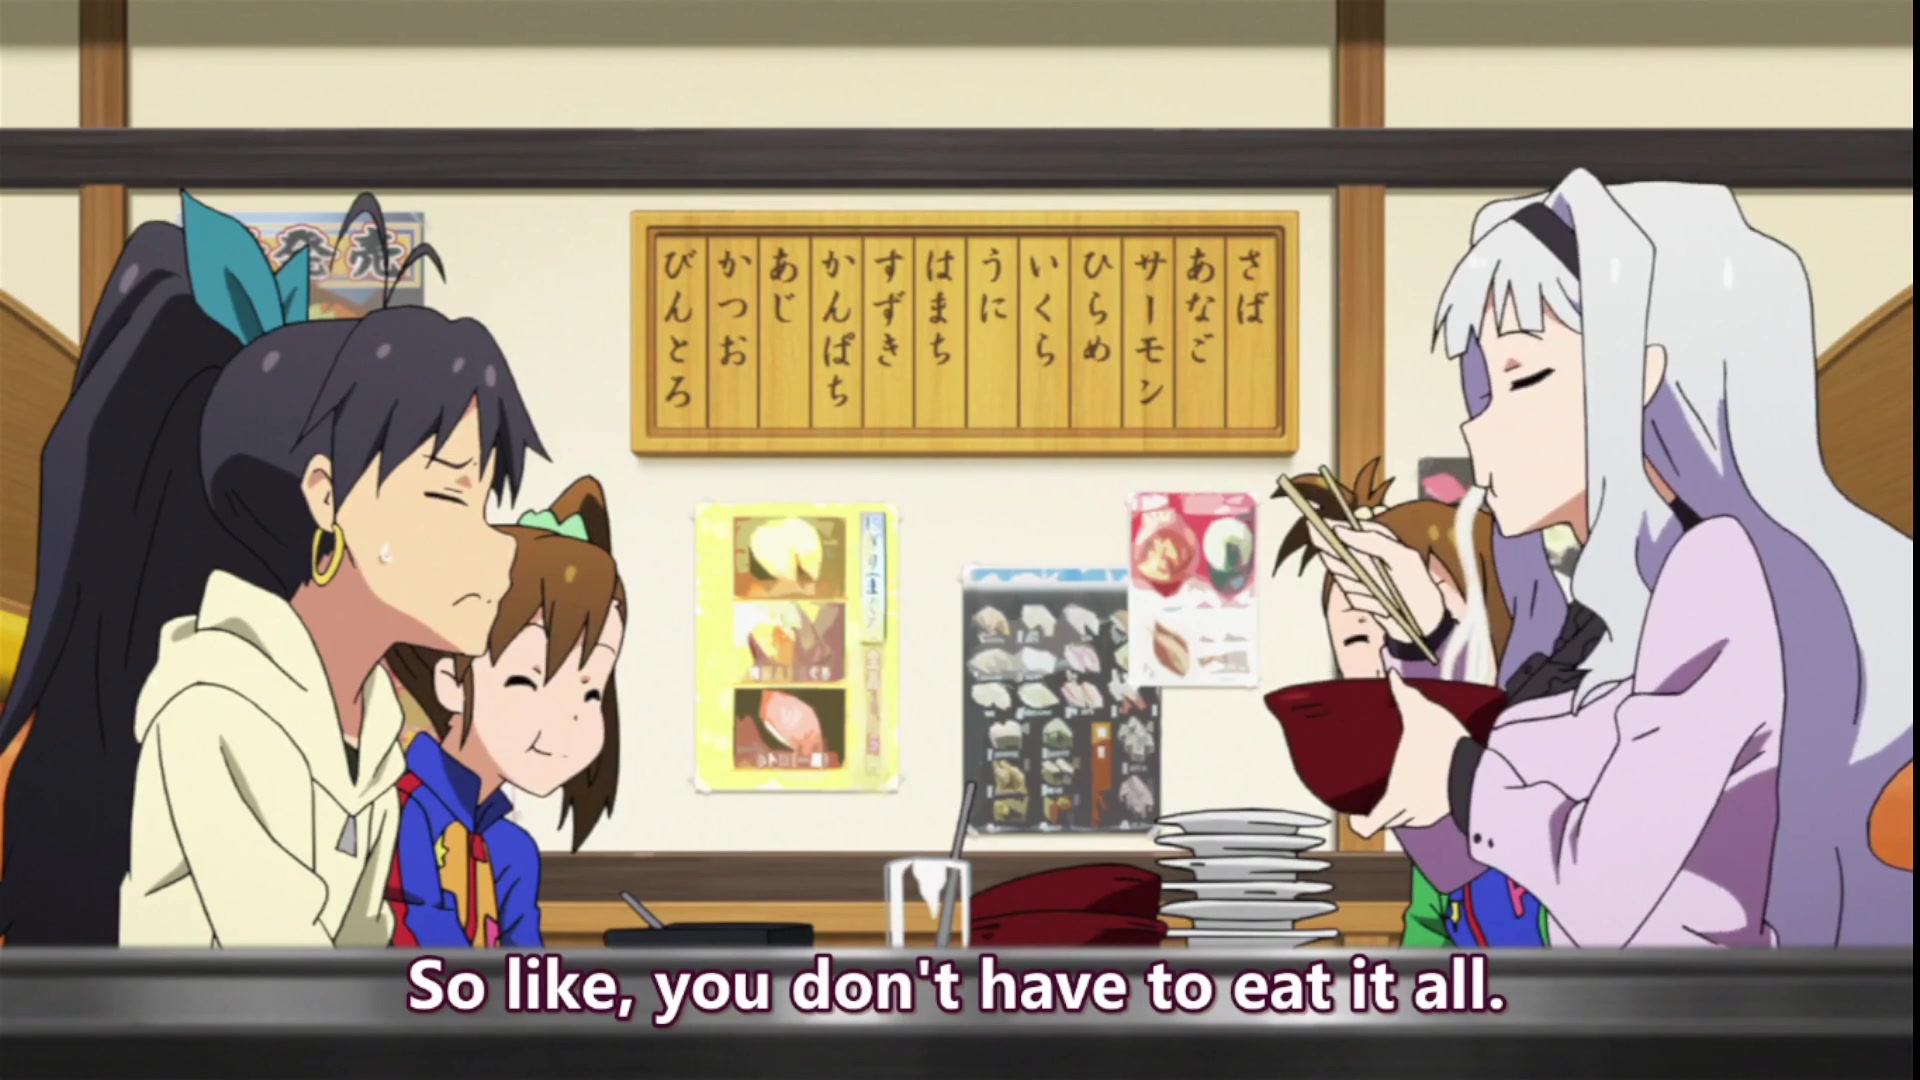 発売
さば
あなご
サーモン
ひらめ
いくら
うに
はまち
すずき
かんぱち
あじ
かつお
びんとろ
So like, you don't have to eat it all.